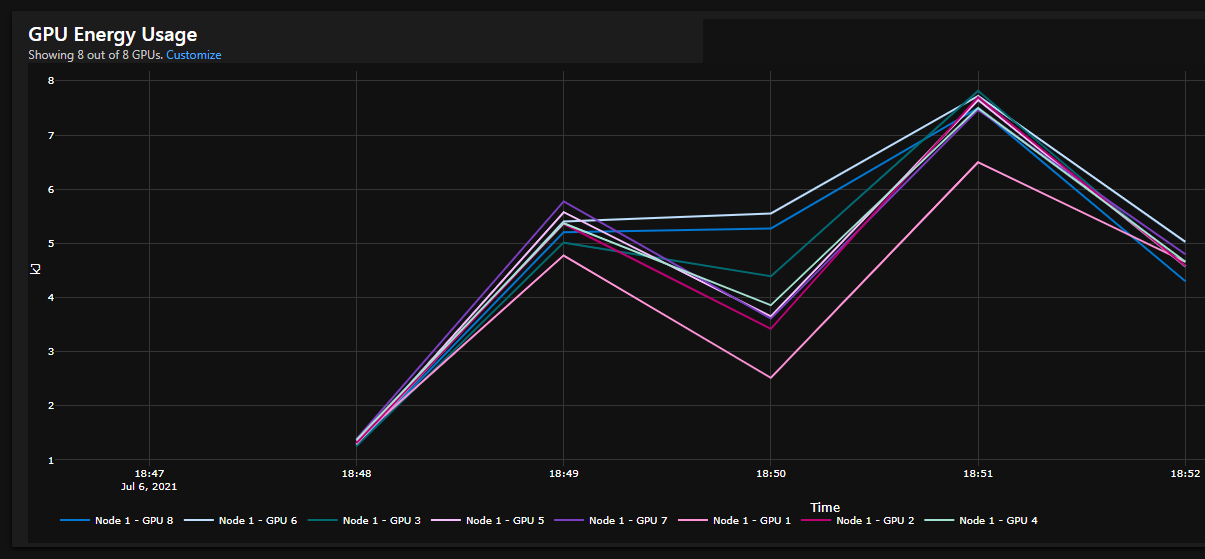 GPU Energy Usage
Showing 8 out of 8 GPUs. Customize
8
7
6
5
4
3
2
1
kJ
18:47 18:48 18:49 18:50 18:51 18:52
Jul 6, 2021
Time
Node 1 - GPU 8 Node 1 - GPU 6 Node 1 - GPU 3 Node 1 - GPU 5 Node 1 - GPU 7 Node 1 - GPU 1 Node 1 - GPU 2 Node 1 - GPU 4